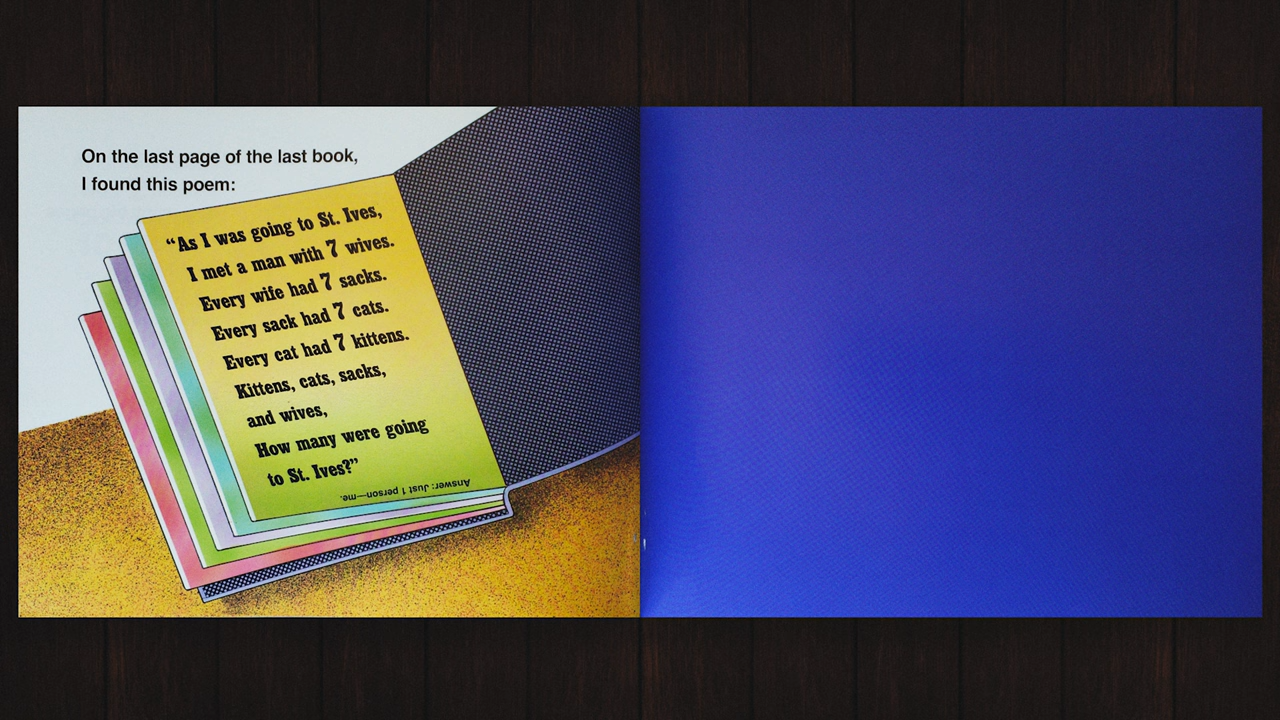 On the last page of the last book,
I found this poem:
“As I was going to St. Ives,
I met a man with 7 wives.
Every wife had 7 sacks.
Every sack had 7 cats.
Every cat had 7 kittens.
Kittens, cats, sacks,
and wives,
How many were going
to St. Ives?”
Answer: Just 1 person—me.